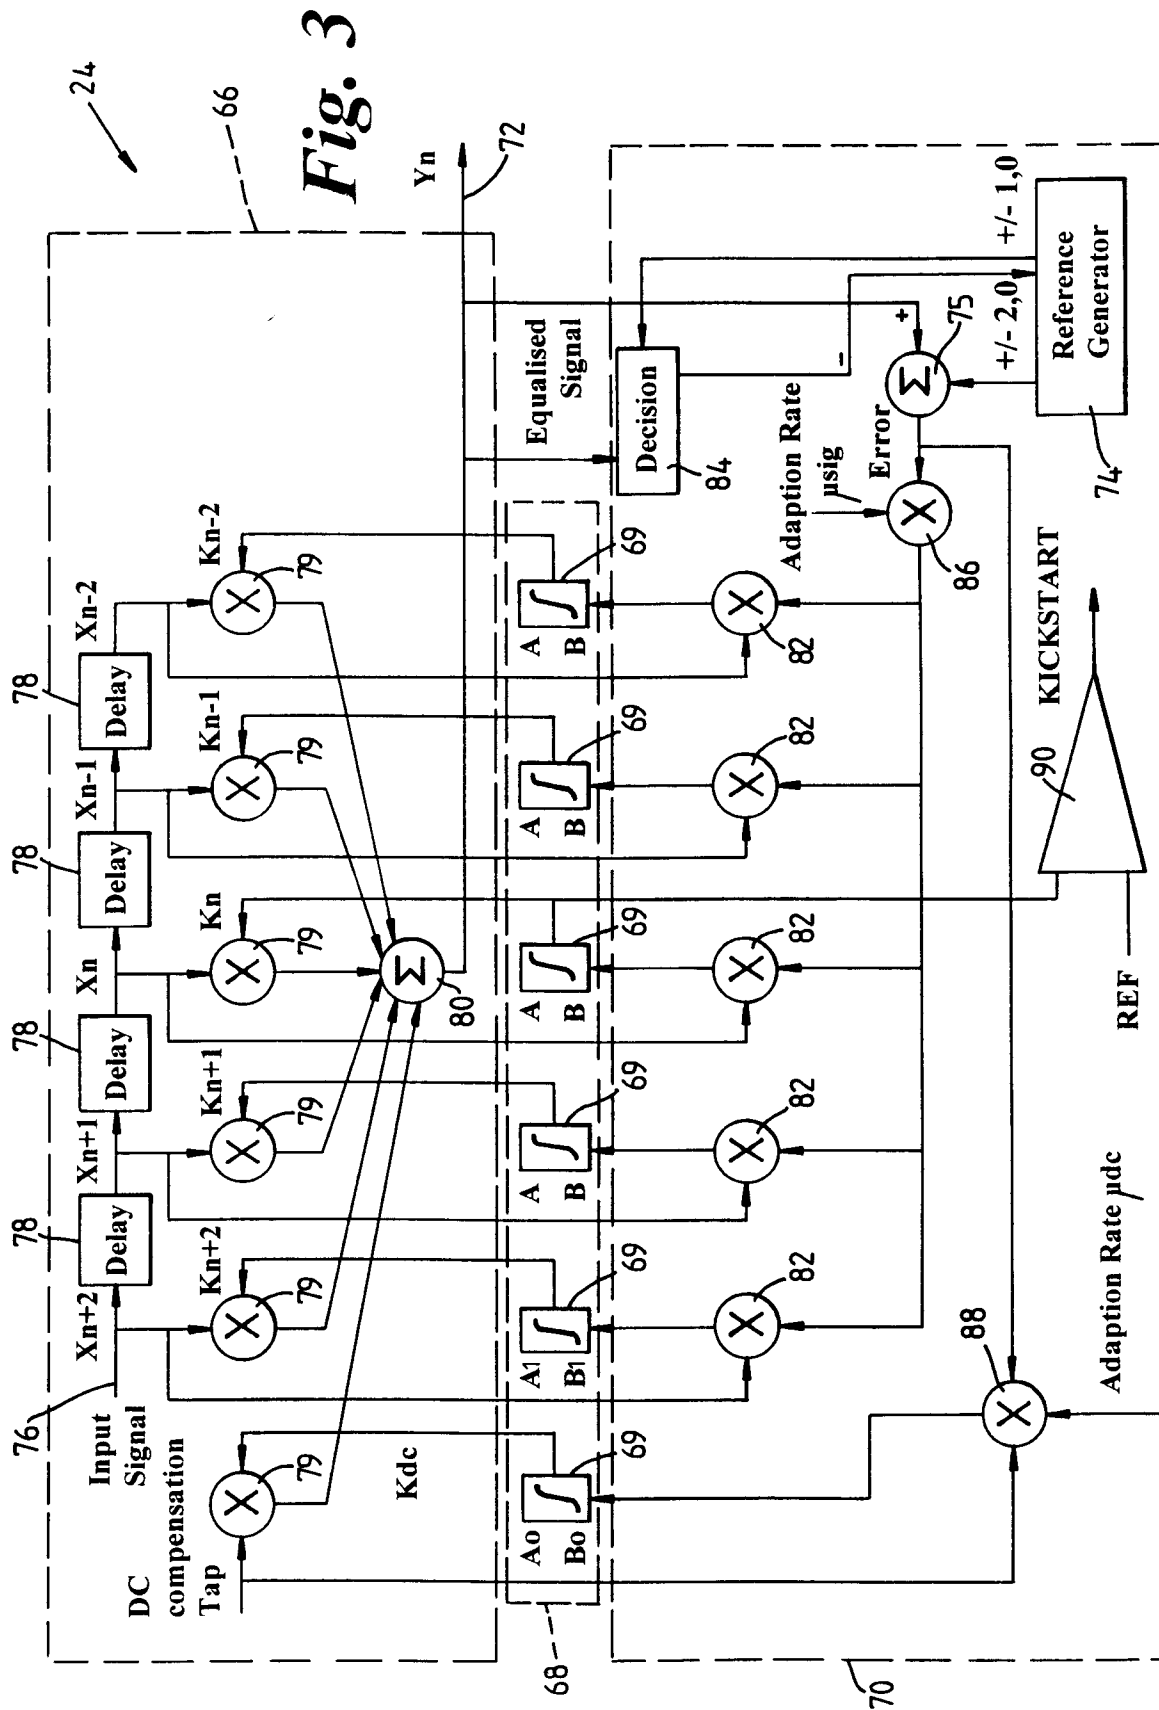 Fig. 3
24
66
76
Input
Signal
Xn+2
78
Delay
Xn+1
78
Delay
Xn
78
Delay
Xn-1
78
Delay
Xn-2
DC
compensation
Tap
79
Kn+2
79
Kn+1
79
Kn
79
Kn-1
79
Kn-2
79
Kdc
Σ
80
Yn
72
Equalised
Signal
68
Ao
Bo
∫
69
A1
B1
∫
69
A
B
∫
69
A
B
∫
69
A
B
∫
69
A
B
∫
69
70
82
82
82
82
82
Decision
84
Adaption Rate
µsig
Error
86
+
-
Σ
75
+/- 2,0
+/- 1,0
Reference
Generator
74
88
Adaption Rate µdc
REF
90
KICKSTART